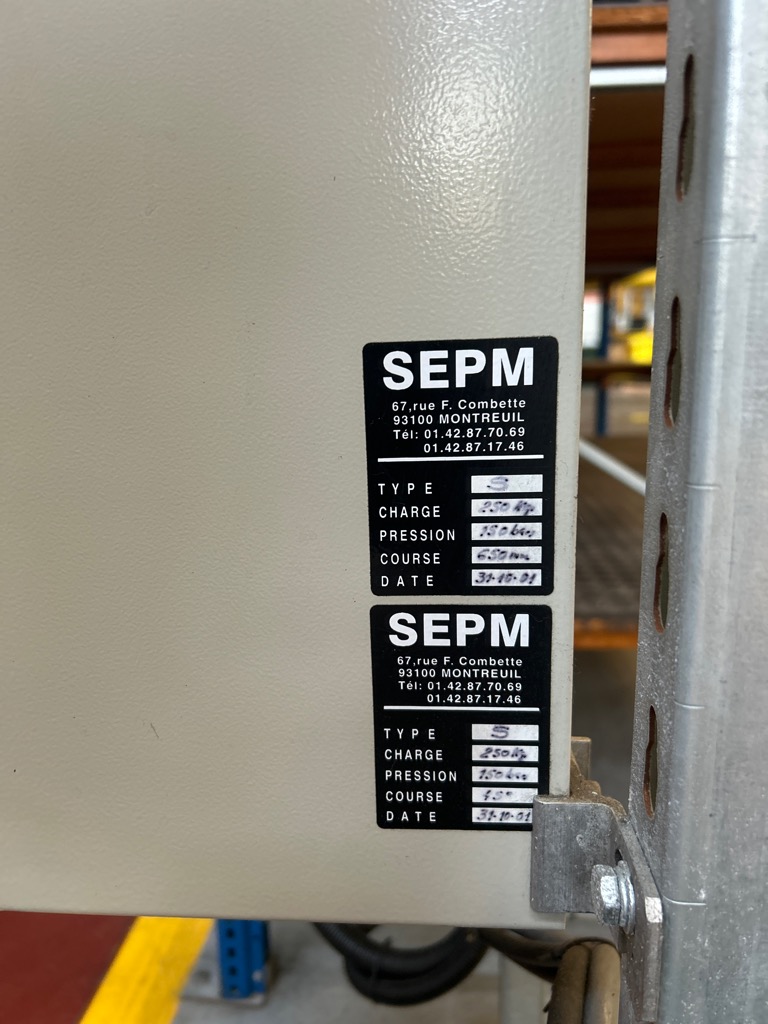 SEPM
67,rue F. Combette
93100 MONTREUIL
Tél: 01.42.87.70.69
01.42.87.17.46
TYPE S
CHARGE 250 Kg
PRESSION 150 bars
COURSE 650 mm
DATE 31-10-01
SEPM
67,rue F. Combette
93100 MONTREUIL
Tél: 01.42.87.70.69
01.42.87.17.46
TYPE S
CHARGE 250 Kg
PRESSION 150 bars
COURSE
DATE 31-10-01